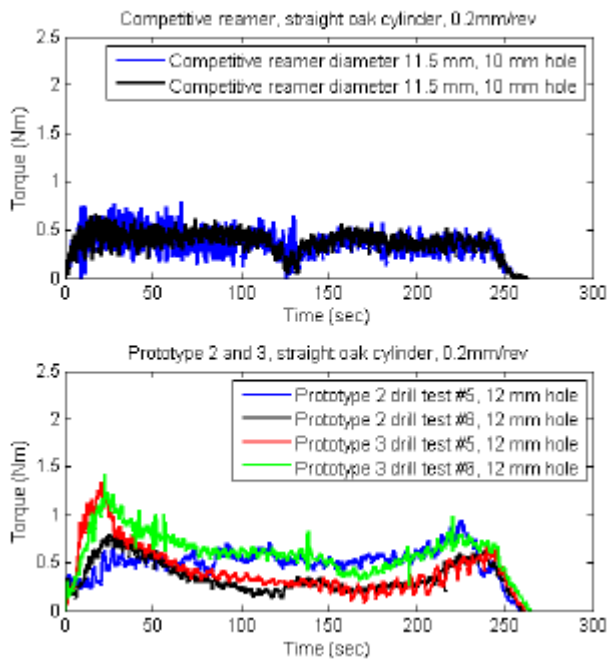 Competitive reamer, straight oak cylinder, 0.2mm/rev
2.5
2
1.5
1
0.5
0
Torque (Nm)
Competitive reamer diameter 11.5 mm, 10 mm hole
Competitive reamer diameter 11.5 mm, 10 mm hole
0 50 100 150 200 250 300
Time (sec)
Prototype 2 and 3, straight oak cylinder, 0.2mm/rev
2.5
2
1.5
1
0.5
0
Torque (Nm)
Prototype 2 drill test #5, 12 mm hole
Prototype 2 drill test #6, 12 mm hole
Prototype 3 drill test #5, 12 mm hole
Prototype 3 drill test #6, 12 mm hole
0 50 100 150 200 250 300
Time (sec)